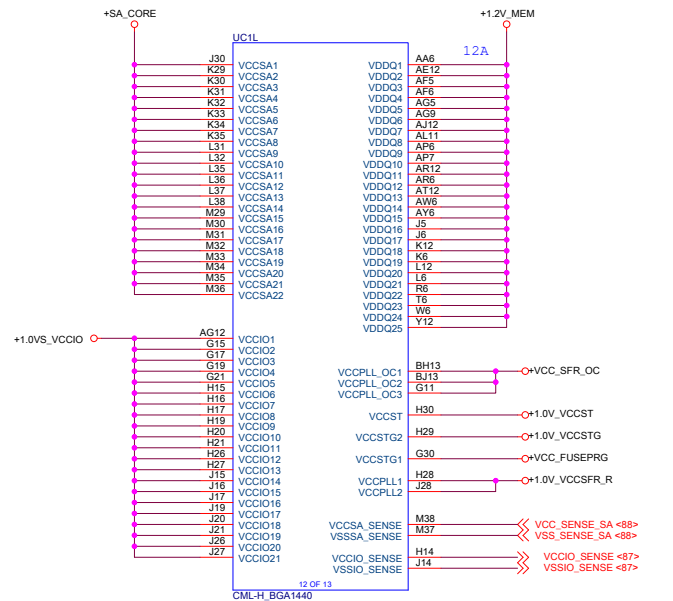 +SA_CORE
+1.2V_MEM
UC1L
12A
J30 VCCSA1
K29 VCCSA2
K30 VCCSA3
K31 VCCSA4
K32 VCCSA5
K33 VCCSA6
K34 VCCSA7
K35 VCCSA8
L31 VCCSA9
L32 VCCSA10
L35 VCCSA11
L36 VCCSA12
L37 VCCSA13
L38 VCCSA14
M29 VCCSA15
M30 VCCSA16
M31 VCCSA17
M32 VCCSA18
M33 VCCSA19
M34 VCCSA20
M35 VCCSA21
M36 VCCSA22
VDDQ1 AA6
VDDQ2 AE12
VDDQ3 AF5
VDDQ4 AF6
VDDQ5 AG5
VDDQ6 AG9
VDDQ7 AJ12
VDDQ8 AL11
VDDQ9 AP6
VDDQ10 AP7
VDDQ11 AR12
VDDQ12 AR6
VDDQ13 AT12
VDDQ14 AW6
VDDQ15 AY6
VDDQ16 J5
VDDQ17 J6
VDDQ18 K12
VDDQ19 K6
VDDQ20 L12
VDDQ21 L6
VDDQ22 R6
VDDQ23 T6
VDDQ24 W6
VDDQ25 Y12
+1.0VS_VCCIO
AG12 VCCIO1
G15 VCCIO2
G17 VCCIO3
G19 VCCIO4
G21 VCCIO5
H15 VCCIO6
H16 VCCIO7
H17 VCCIO8
H19 VCCIO9
H20 VCCIO10
H21 VCCIO11
H26 VCCIO12
H27 VCCIO13
J15 VCCIO14
J16 VCCIO15
J17 VCCIO16
J19 VCCIO17
J20 VCCIO18
J21 VCCIO19
J26 VCCIO20
J27 VCCIO21
VCCPLL_OC1 BH13 +VCC_SFR_OC
VCCPLL_OC2 BJ13
VCCPLL_OC3 G11
VCCST H30 +1.0V_VCCST
VCCSTG2 H29 +1.0V_VCCSTG
VCCSTG1 G30 +VCC_FUSEPRG
VCCPLL1 H28 +1.0V_VCCSFR_R
VCCPLL2 J28
VCCSA_SENSE M38 VCC_SENSE_SA <88>
VSSSA_SENSE M37 VSS_SENSE_SA <88>
VCCIO_SENSE H14 VCCIO_SENSE <87>
VSSIO_SENSE J14 VSSIO_SENSE <87>
12 OF 13
CML-H_BGA1440